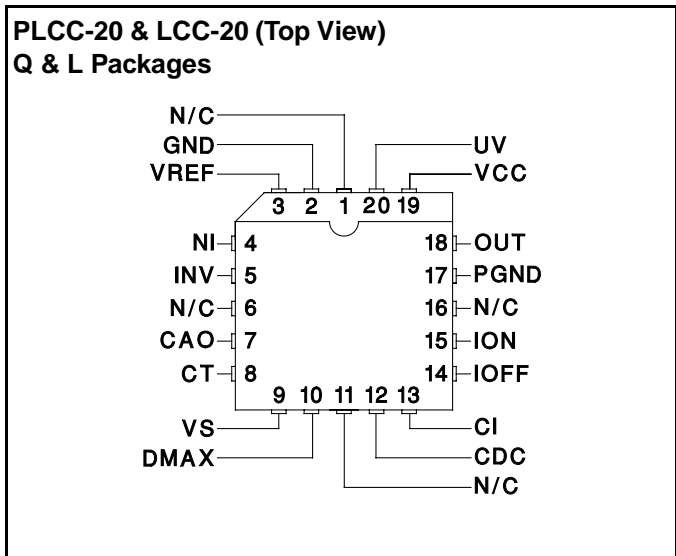 PLCC-20 & LCC-20 (Top View)
Q & L Packages
N/C
GND
UV
VREF
VCC
3 2 1 20 19
NI 4 18 OUT
INV 5 17 PGND
N/C 6 16 N/C
CAO 7 15 ION
CT 8 14 IOFF
9 10 11 12 13
VS
CI
DMAX
CDC
N/C